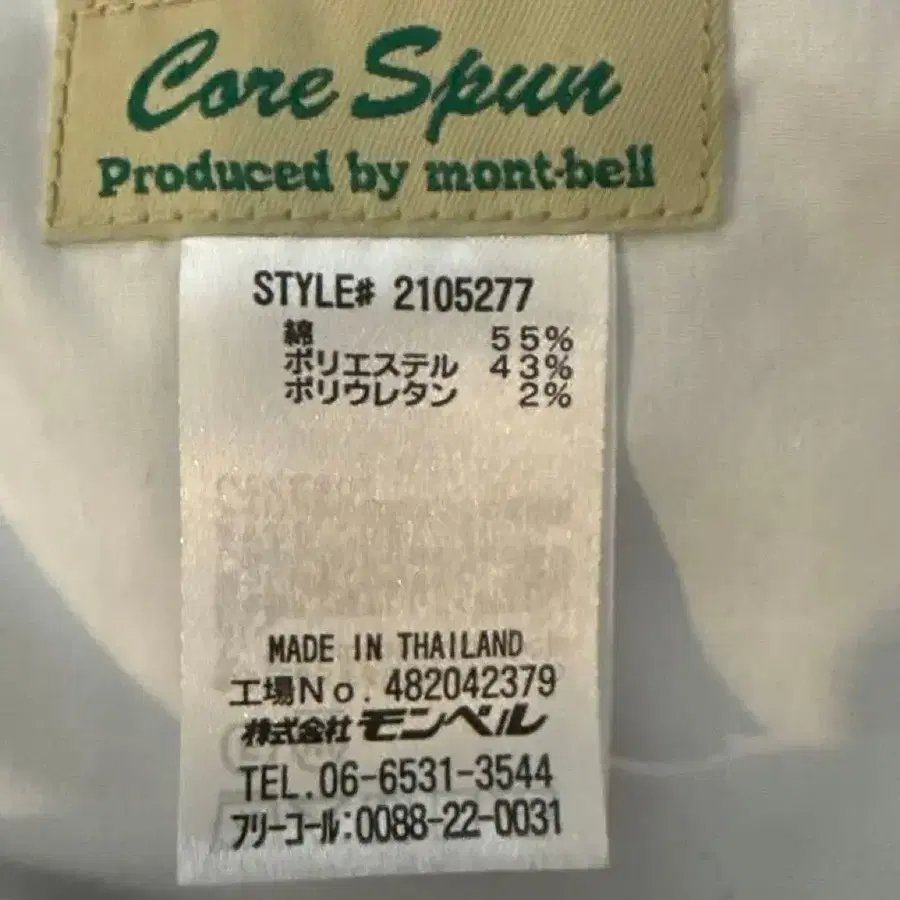 Core Spun
Produced by mont-bell
STYLE# 2105277
綿 55%
ポリエステル 43%
ポリウレタン 2%
MADE IN THAILAND
工場No. 482042379
株式会社 モンベル
TEL.06-6531-3544
フリーコール:0088-22-0031